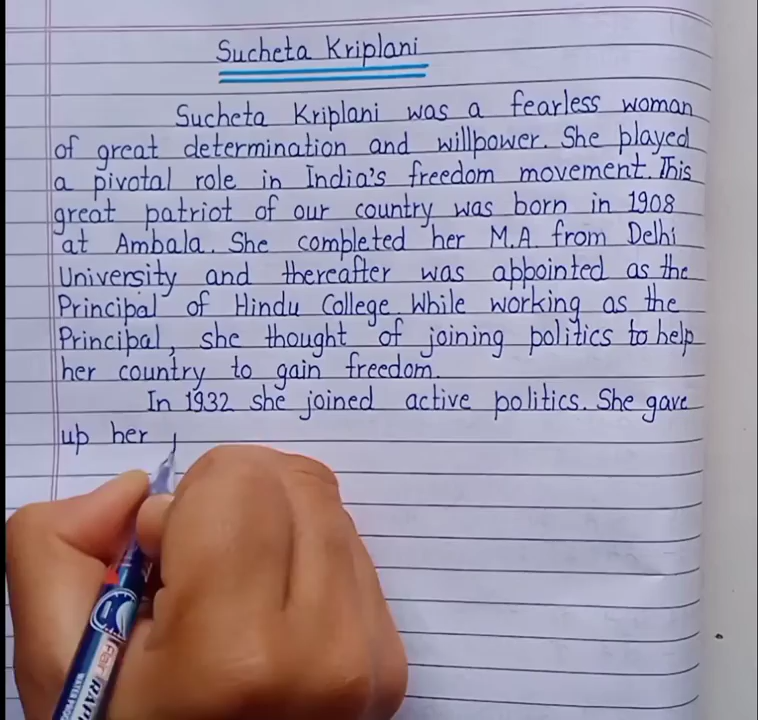 Sucheta Kriplani
Sucheta Kriplani was a fearless woman
of great determination and willpower. She played
a pivotal role in India's freedom movement. This
great patriot of our country was born in 1908
at Ambala. She completed her M.A. from Delhi
University and thereafter was appointed as the
Principal of Hindu College. While working as the
Principal, she thought of joining politics to help
her country to gain freedom.
In 1932 she joined active politics. She gave
up her